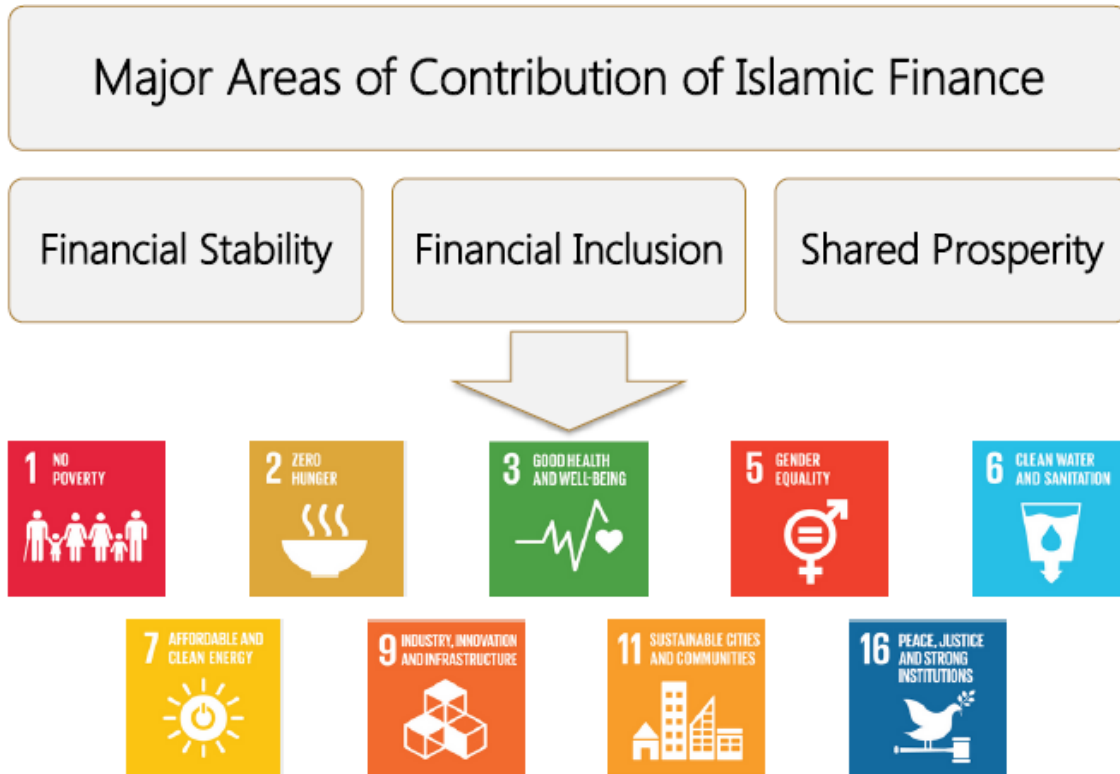 Major Areas of Contribution of Islamic Finance
Financial Stability
Financial Inclusion
Shared Prosperity
1 NO
POVERTY
2 ZERO
HUNGER
3 GOOD HEALTH
AND WELL-BEING
5 GENDER
EQUALITY
6 CLEAN WATER
AND SANITATION
7 AFFORDABLE AND
CLEAN ENERGY
9 INDUSTRY, INNOVATION
AND INFRASTRUCTURE
11 SUSTAINABLE CITIES
AND COMMUNITIES
16 PEACE, JUSTICE
AND STRONG
INSTITUTIONS